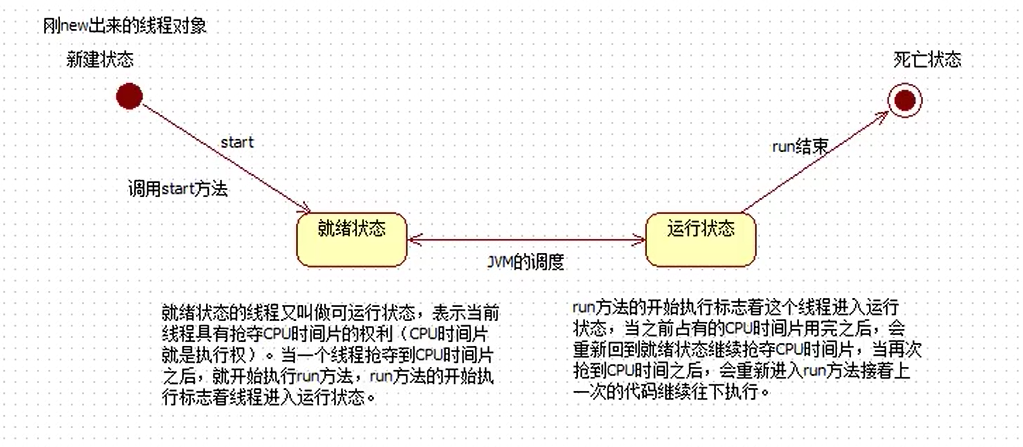 刚new出来的线程对象
新建状态
死亡状态
start
run结束
调用start方法
就绪状态
运行状态
JVM的调度
就绪状态的线程又叫做可运行状态，表示当前
线程具有抢夺CPU时间片的权利（CPU时间片
就是执行权）。当一个线程抢夺到CPU时间片
之后，就开始执行run方法，run方法的开始执
行标志着线程进入运行状态。
run方法的开始执行标志着这个线程进入运行
状态，当之前占有的CPU时间片用完之后，会
重新回到就绪状态继续抢夺CPU时间片，当再次
抢到CPU时间之后，会重新进入run方法接着上
一次的代码继续往下执行。